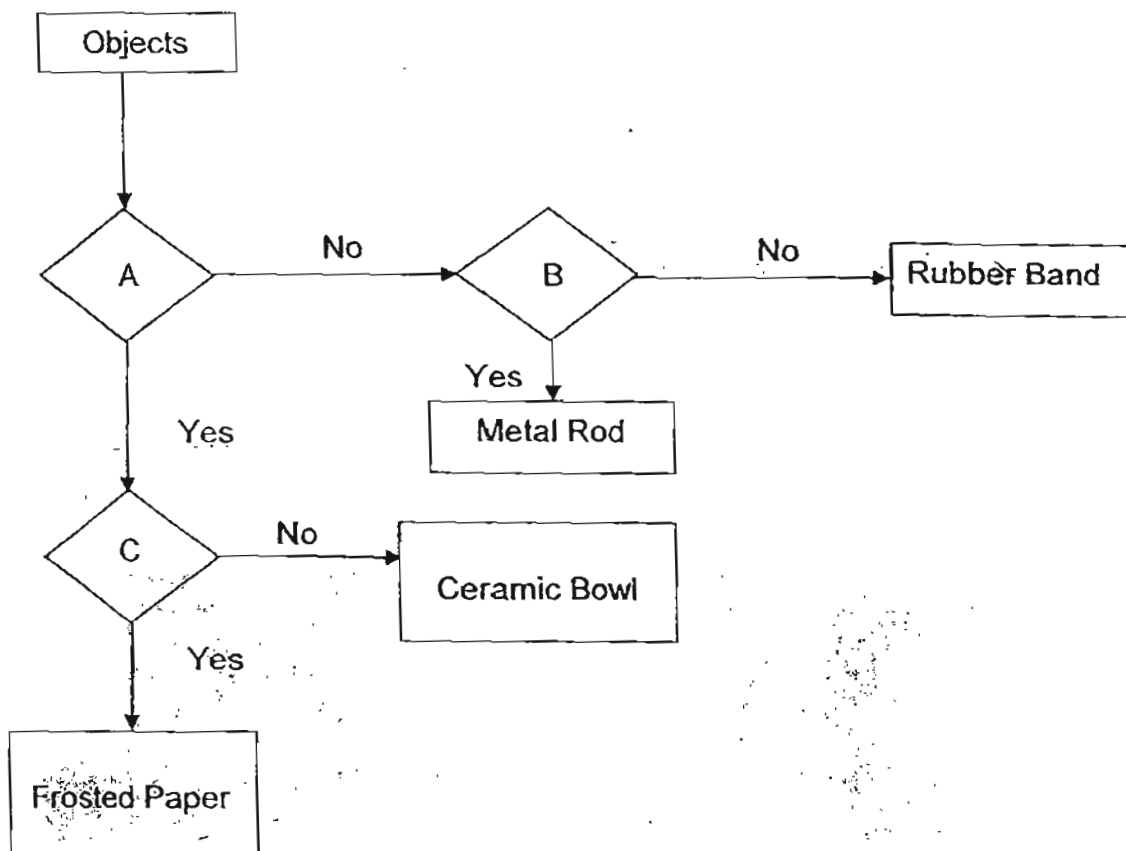 Objects
A
No
B
No
Rubber Band
Yes
Metal Rod
Yes
C
No
Ceramic Bowl
Yes
Frosted Paper